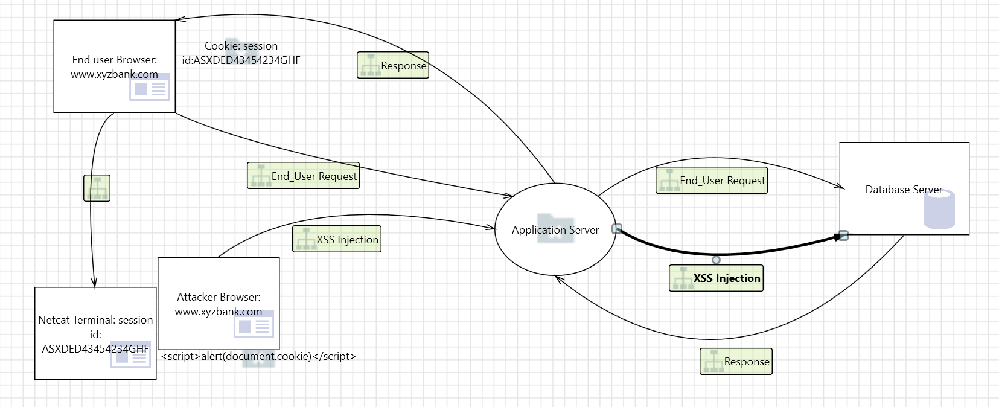 End user Browser:
www.xyzbank.com
Cookie: session
id:ASXDED43454234GHF
Response
End_User Request
End_User Request
Database Server
XSS Injection
Application Server
XSS Injection
Attacker Browser:
www.xyzbank.com
Netcat Terminal: session
id:
ASXDED43454234GHF
<script>alert(document.cookie)</script>
Response